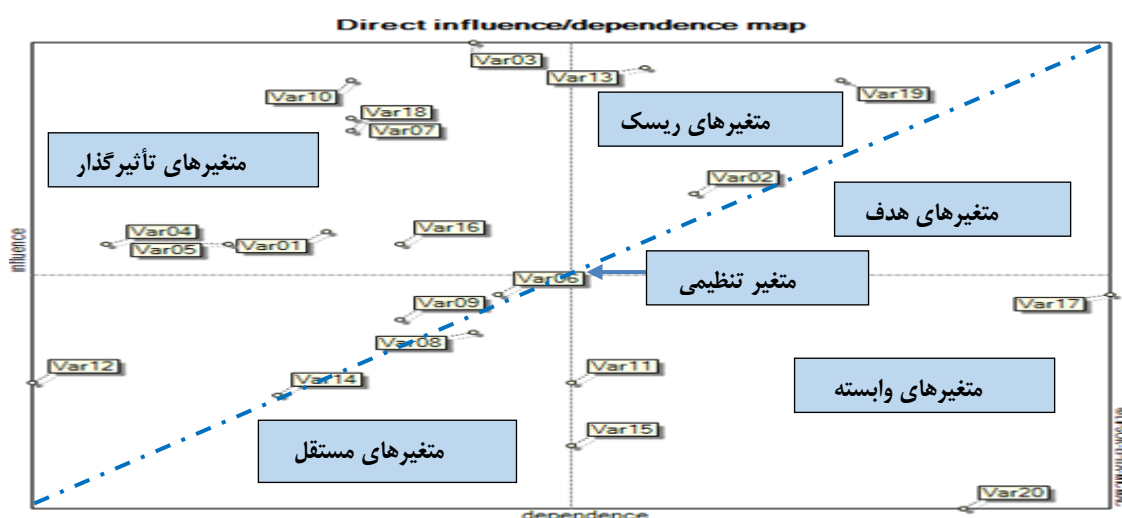 Direct influence/dependence map
Var03
Var13
Var19
Var10
Var18
Var07
متغیرهای ریسک
متغیرهای تأثیرگذار
Var02
متغیرهای هدف
Var04
Var16
Var05
Var01
influence
Var06
متغیر تنظیمی
Var09
Var17
Var08
Var12
Var14
Var11
متغیرهای وابسته
Var15
متغیرهای مستقل
Var20
dependence